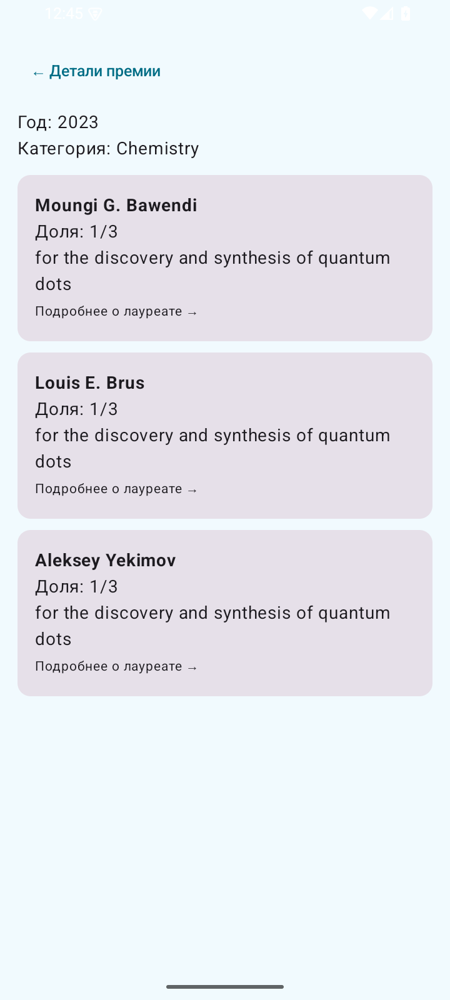 12:45
← Детали премии
Год: 2023
Категория: Chemistry
Moungi G. Bawendi
Доля: 1/3
for the discovery and synthesis of quantum
dots
Подробнее о лауреате →
Louis E. Brus
Доля: 1/3
for the discovery and synthesis of quantum
dots
Подробнее о лауреате →
Aleksey Yekimov
Доля: 1/3
for the discovery and synthesis of quantum
dots
Подробнее о лауреате →